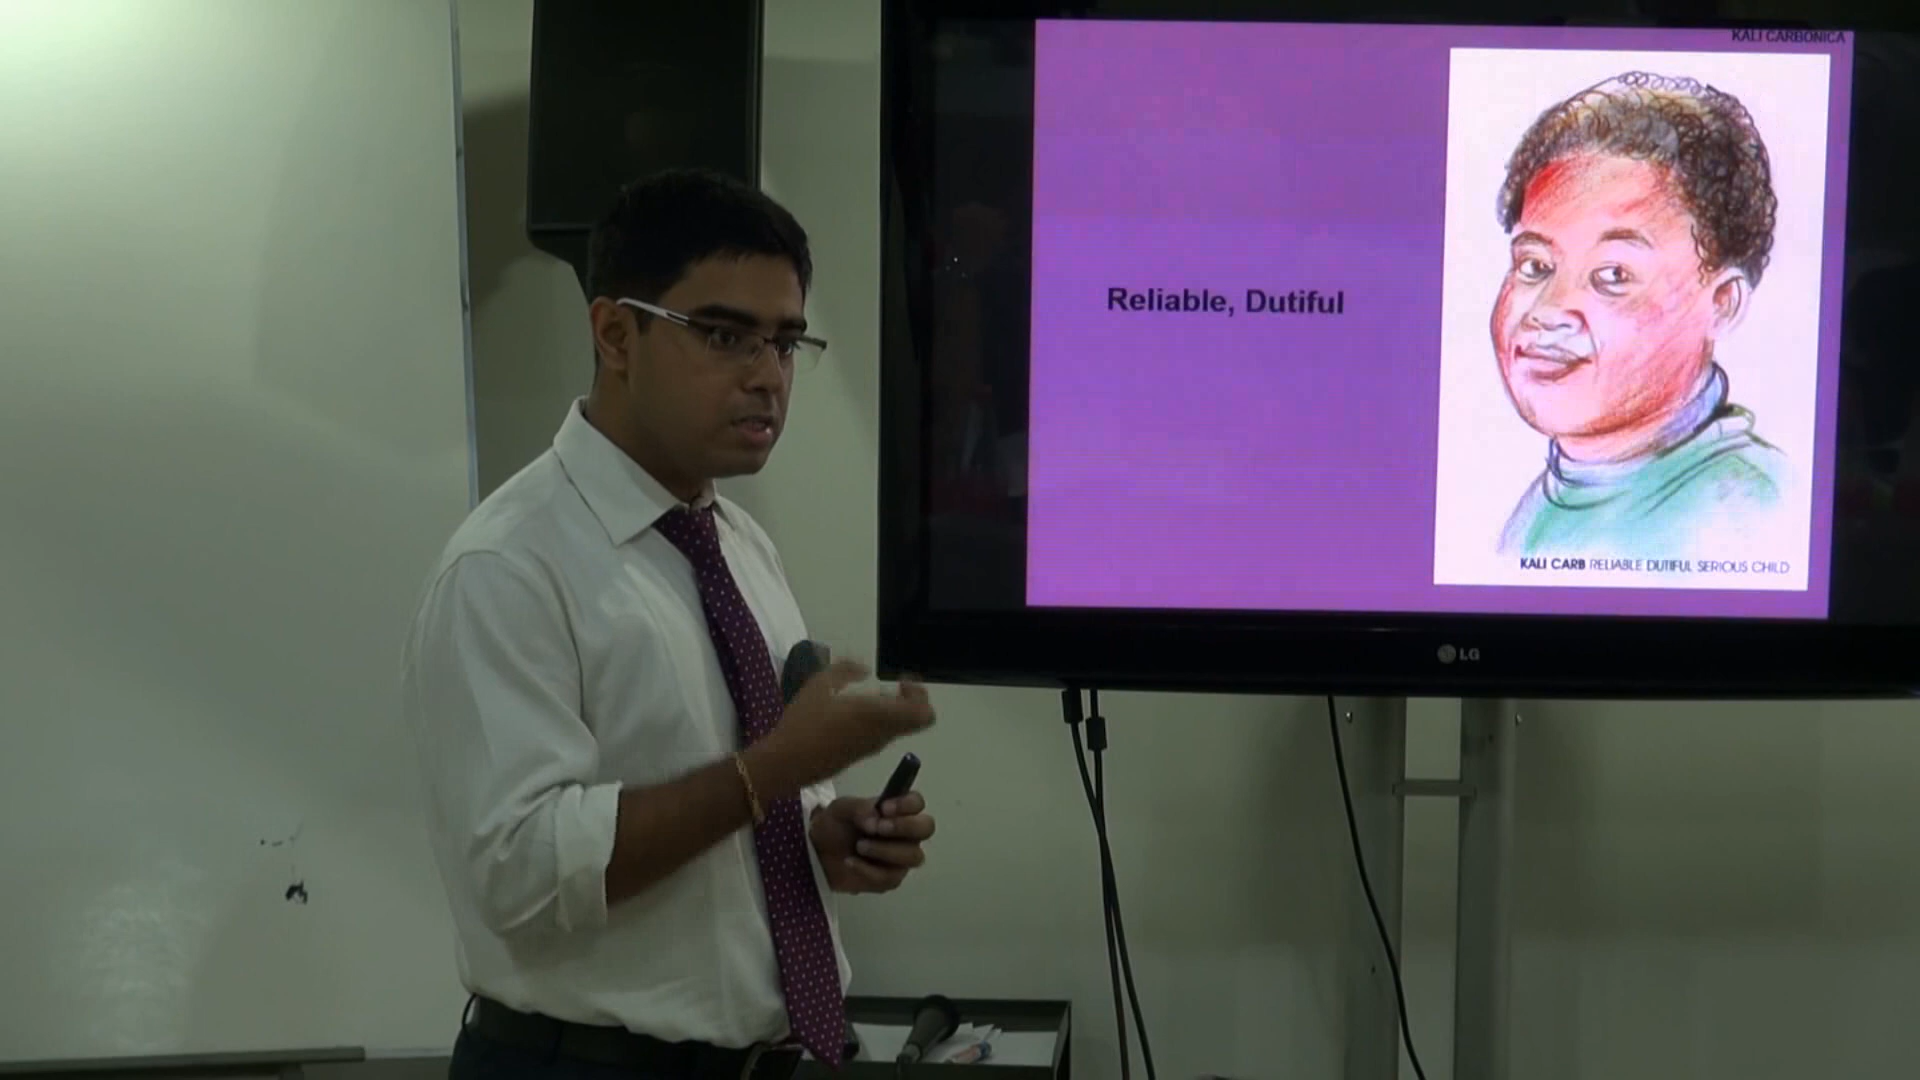 KALI CARBONICA
Reliable, Dutiful
KALI CARB RELIABLE DUTIFUL SERIOUS CHILD
LG